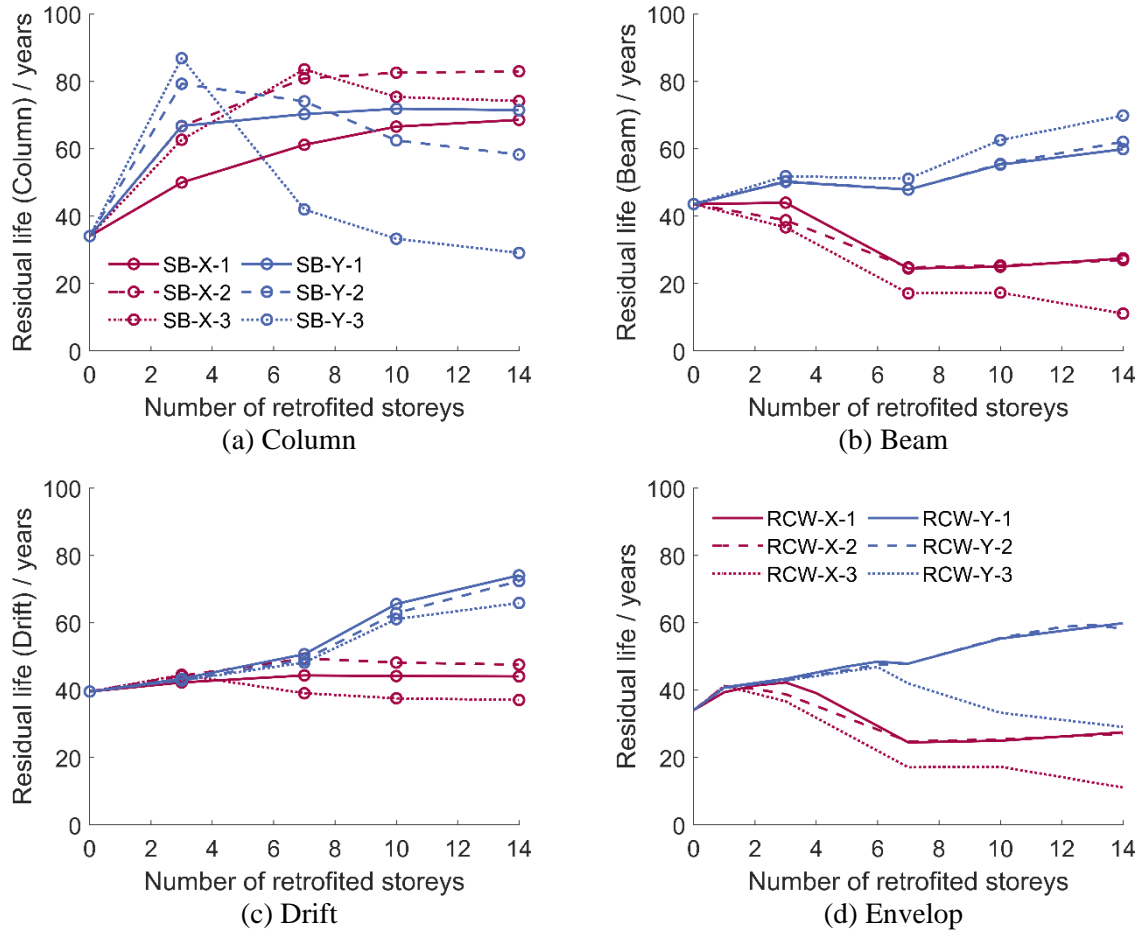 Residual life (Column) / years
100
80
60
40
20
0
SB-X-1
SB-X-2
SB-X-3
SB-Y-1
SB-Y-2
SB-Y-3
0 2 4 6 8 10 12 14
Number of retrofited storeys
(a) Column
Residual life (Beam) / years
100
80
60
40
20
0
0 2 4 6 8 10 12 14
Number of retrofited storeys
(b) Beam
Residual life (Drift) / years
100
80
60
40
20
0
0 2 4 6 8 10 12 14
Number of retrofited storeys
(c) Drift
Residual life / years
100
80
60
40
20
0
RCW-X-1
RCW-X-2
RCW-X-3
RCW-Y-1
RCW-Y-2
RCW-Y-3
0 2 4 6 8 10 12 14
Number of retrofited storeys
(d) Envelop